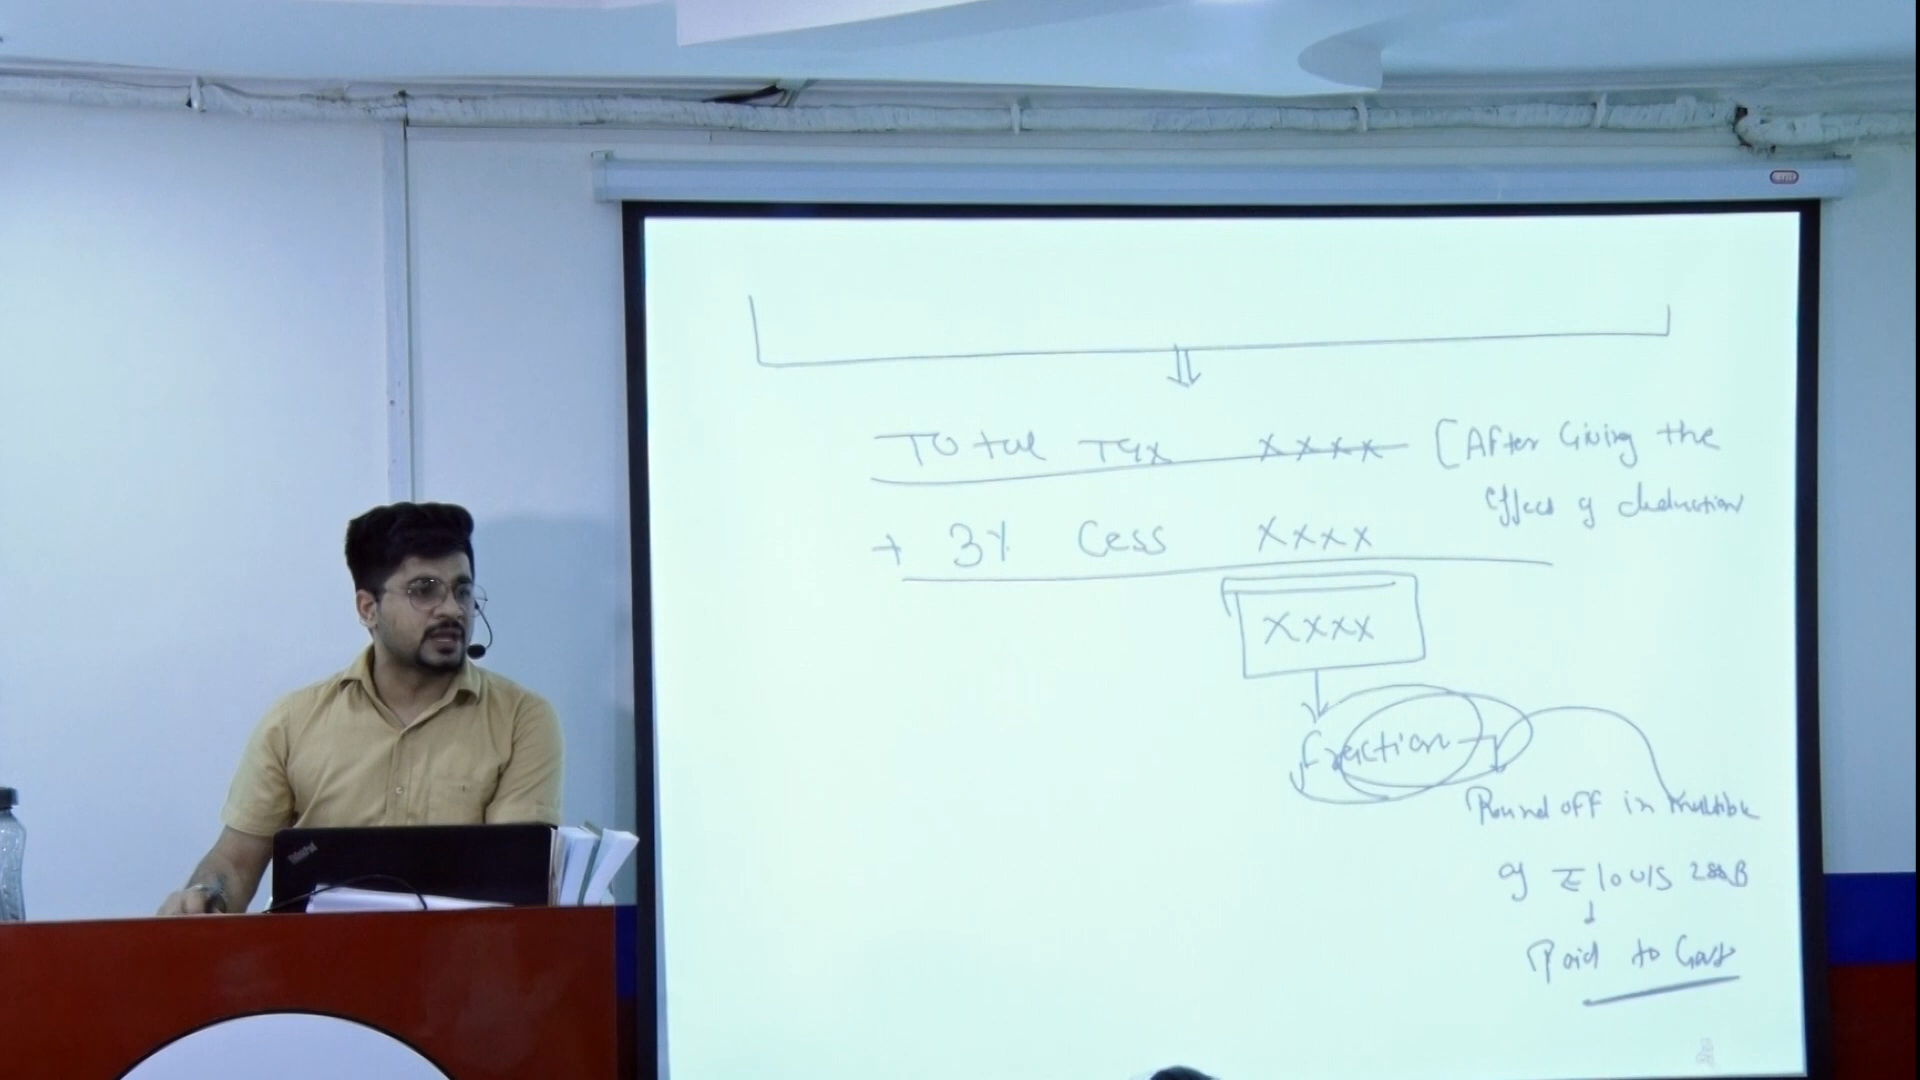 Total Tax xxxx [After Giving the
effect of deduction
+ 3% Cess xxxx
xxxx
fraction
Round off in multiple
of ₹ 10 u/s 288B
Paid to Govt
ThinkPad